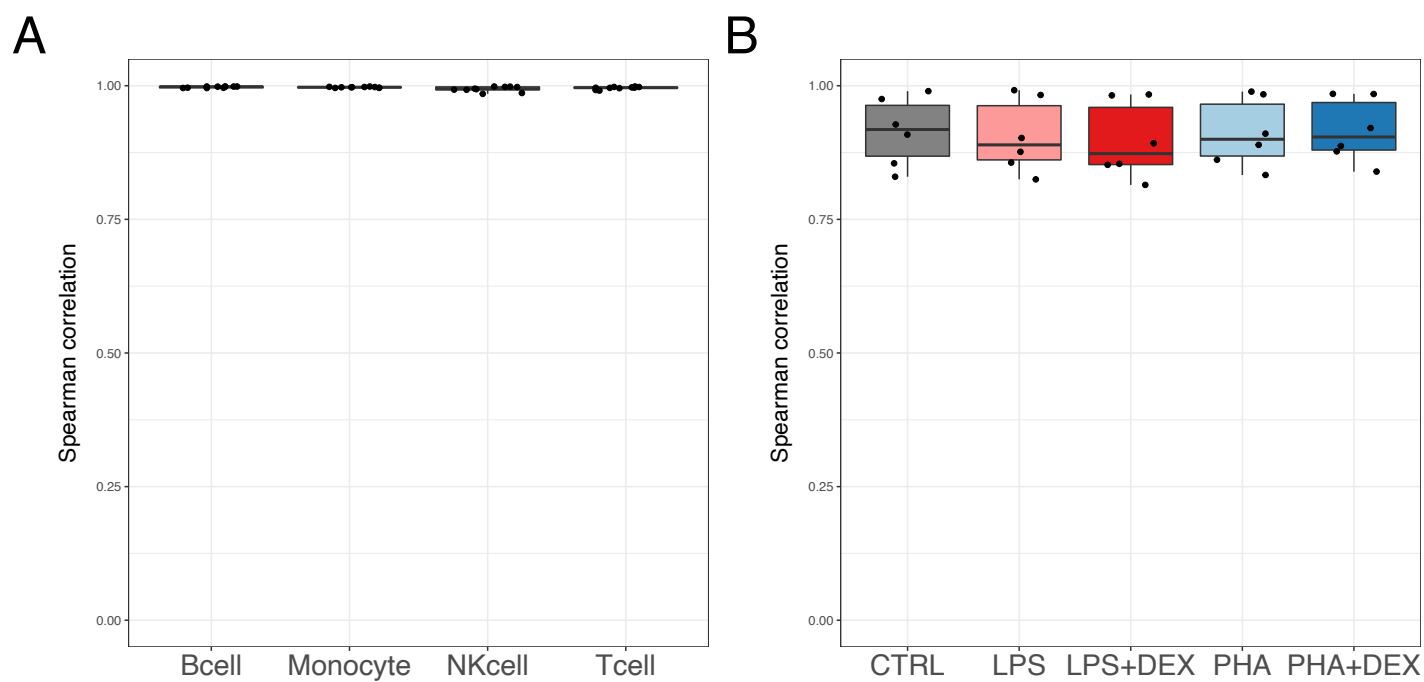 A
Spearman correlation
1.00
0.75
0.50
0.25
0.00
Bcell Monocyte NKcell Tcell
B
Spearman correlation
1.00
0.75
0.50
0.25
0.00
CTRL LPS LPS+DEX PHA PHA+DEX